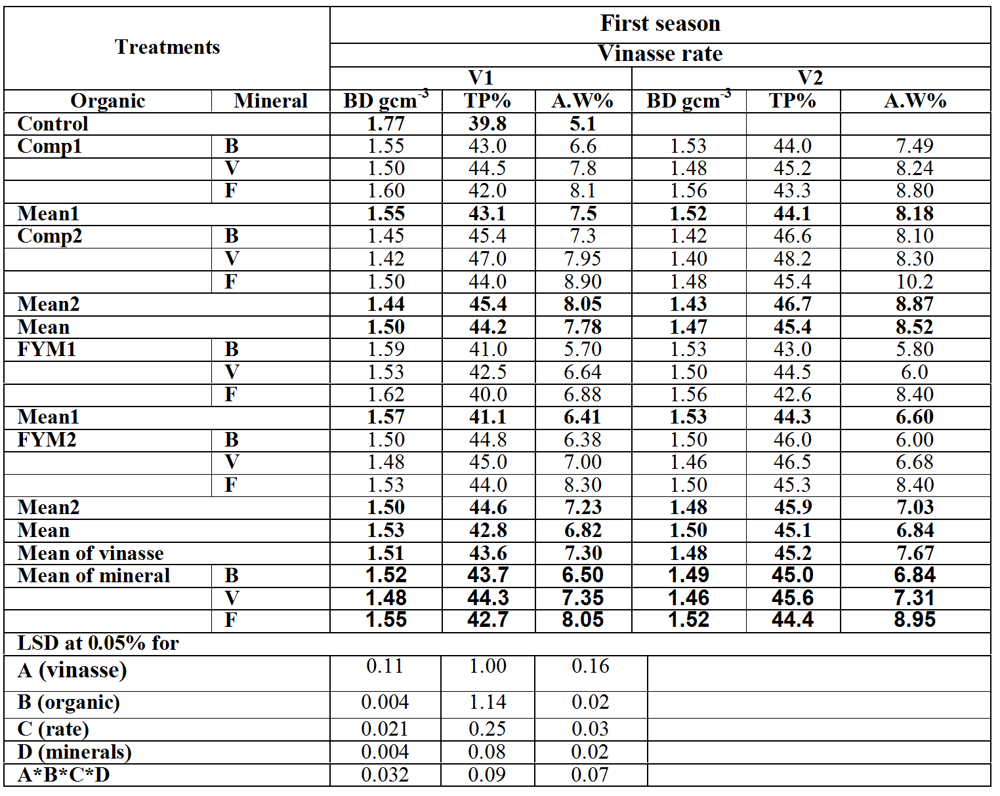 Treatments
First season
Vinasse rate
V1 V2
Organic Mineral BD gcm-3 TP% A.W% BD gcm-3 TP% A.W%
Control 1.77 39.8 5.1
Comp1 B 1.55 43.0 6.6 1.53 44.0 7.49
V 1.50 44.5 7.8 1.48 45.2 8.24
F 1.60 42.0 8.1 1.56 43.3 8.80
Mean1 1.55 43.1 7.5 1.52 44.1 8.18
Comp2 B 1.45 45.4 7.3 1.42 46.6 8.10
V 1.42 47.0 7.95 1.40 48.2 8.30
F 1.50 44.0 8.90 1.48 45.4 10.2
Mean2 1.44 45.4 8.05 1.43 46.7 8.87
Mean 1.50 44.2 7.78 1.47 45.4 8.52
FYM1 B 1.59 41.0 5.70 1.53 43.0 5.80
V 1.53 42.5 6.64 1.50 44.5 6.0
F 1.62 40.0 6.88 1.56 42.6 8.40
Mean1 1.57 41.1 6.41 1.53 44.3 6.60
FYM2 B 1.50 44.8 6.38 1.50 46.0 6.00
V 1.48 45.0 7.00 1.46 46.5 6.68
F 1.53 44.0 8.30 1.50 45.3 8.40
Mean2 1.50 44.6 7.23 1.48 45.9 7.03
Mean 1.53 42.8 6.82 1.50 45.1 6.84
Mean of vinasse 1.51 43.6 7.30 1.48 45.2 7.67
Mean of mineral B 1.52 43.7 6.50 1.49 45.0 6.84
V 1.48 44.3 7.35 1.46 45.6 7.31
F 1.55 42.7 8.05 1.52 44.4 8.95
LSD at 0.05% for
A (vinasse) 0.11 1.00 0.16
B (organic) 0.004 1.14 0.02
C (rate) 0.021 0.25 0.03
D (minerals) 0.004 0.08 0.02
A*B*C*D 0.032 0.09 0.07